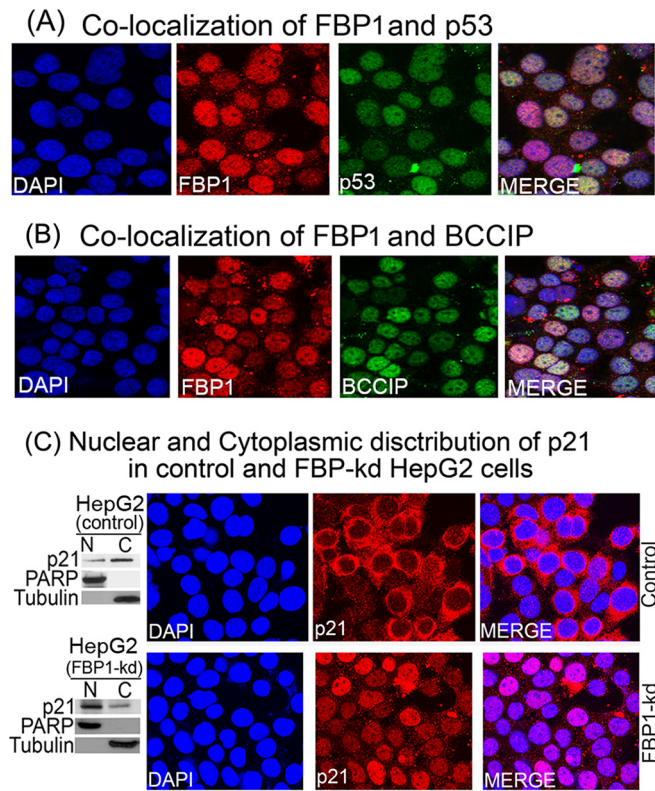 (A) Co-localization of FBP1 and p53
DAPI
FBP1
p53
MERGE
(B) Co-localization of FBP1 and BCCIP
DAPI
FBP1
BCCIP
MERGE
(C) Nuclear and Cytoplasmic disctribution of p21
in control and FBP-kd HepG2 cells
HepG2
(control)
N C
p21
PARP
Tubulin
DAPI
p21
MERGE
Control
HepG2
(FBP1-kd)
N C
p21
PARP
Tubulin
DAPI
p21
MERGE
FBP1-kd